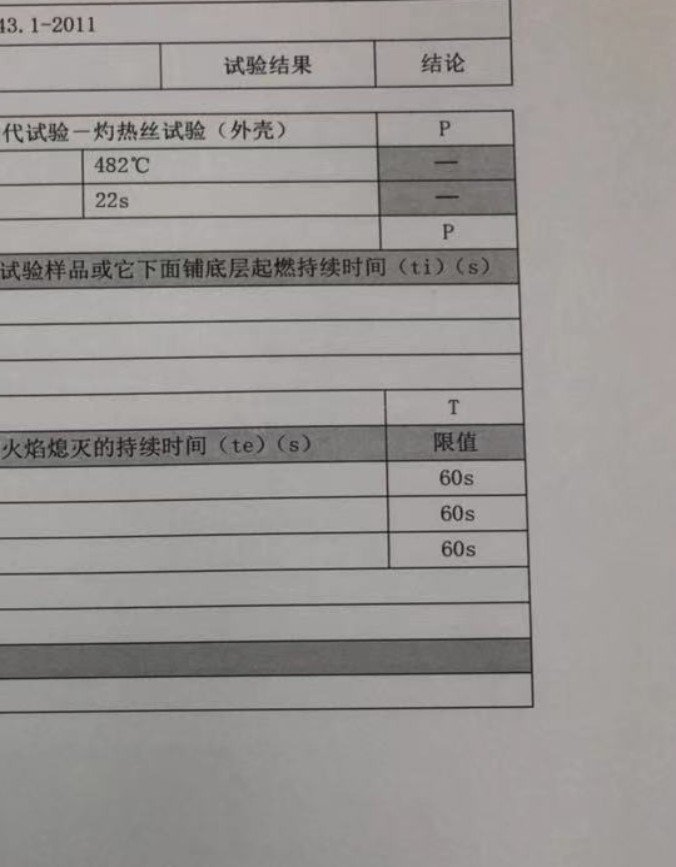 43.1-2011
试验结果 结论
代试验－灼热丝试验（外壳） P
482℃ —
22s —
P
试验样品或它下面铺底层起燃持续时间（ti）(s)
T
火焰熄灭的持续时间（te）(s) 限值
60s
60s
60s